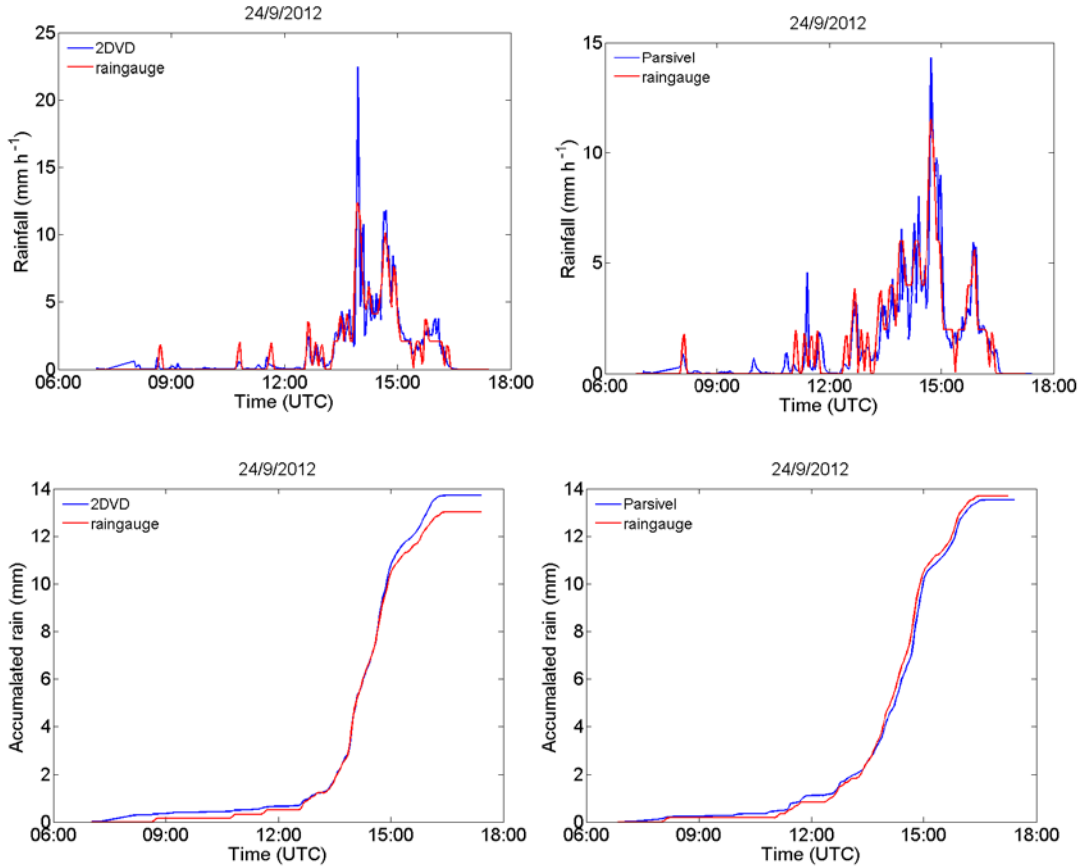 24/9/2012
25
20
15
10
5
0
2DVD
raingauge
Rainfall (mm h⁻¹)
06:00 09:00 12:00 15:00 18:00
Time (UTC)
24/9/2012
15
10
5
0
Parsivel
raingauge
Rainfall (mm h⁻¹)
06:00 09:00 12:00 15:00 18:00
Time (UTC)
24/9/2012
14
12
10
8
6
4
2
0
2DVD
raingauge
Accumalated rain (mm)
06:00 09:00 12:00 15:00 18:00
Time (UTC)
24/9/2012
14
12
10
8
6
4
2
0
Parsivel
raingauge
Accumalated rain (mm)
06:00 09:00 12:00 15:00 18:00
Time (UTC)